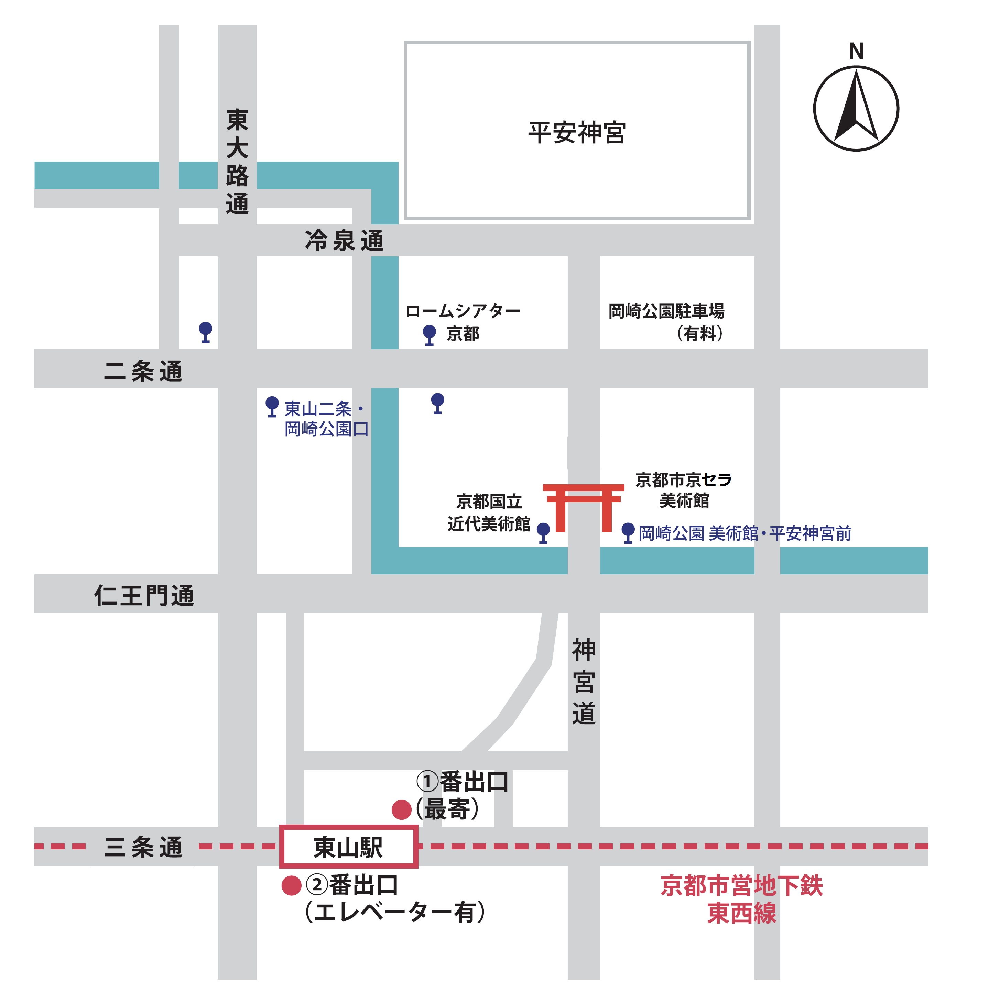 N
平安神宮
東大路通
冷泉通
ロームシアター
京都
岡崎公園駐車場
（有料）
二条通
東山二条・
岡崎公園口
京都市京セラ
美術館
京都国立
近代美術館
岡崎公園 美術館・平安神宮前
仁王門通
神宮道
①番出口
（最寄）
三条通
東山駅
②番出口
（エレベーター有）
京都市営地下鉄
東西線